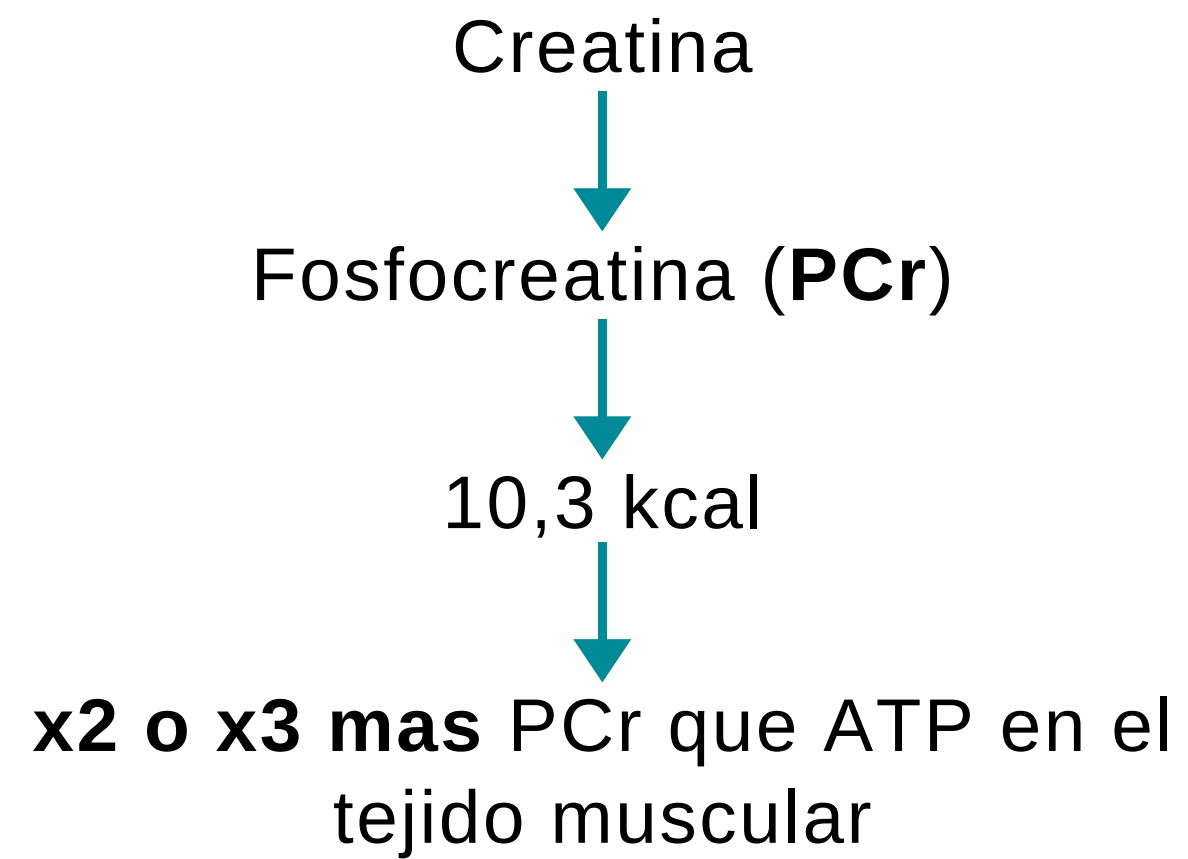 Creatina
Fosfocreatina (PCr)
10,3 kcal
x2 o x3 mas PCr que ATP en el
tejido muscular